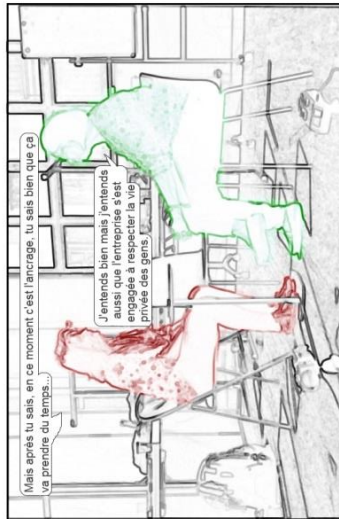 Mais après tu sais, en ce moment c'est l'ancrage, tu sais bien que ça
va prendre du temps...
J'entends bien mais j'entends
aussi que l'entreprise s'est
engagée à respecter la vie
privée des gens.